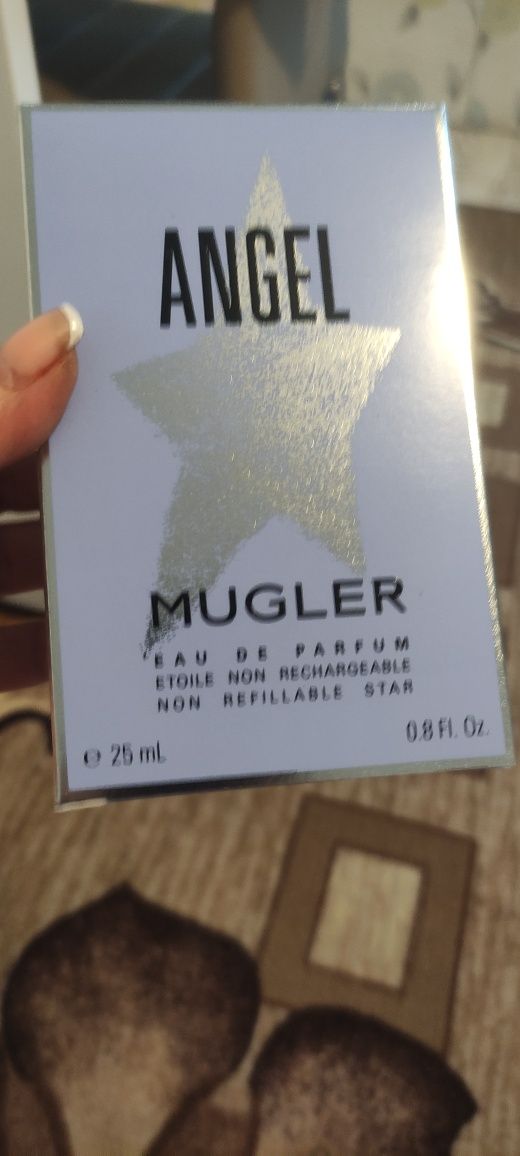 ANGEL
MUGLER
EAU DE PARFUM
ETOILE NON RECHARGEABLE
NON REFILLABLE STAR
0.8 Fl. Oz.
℮ 25 mL